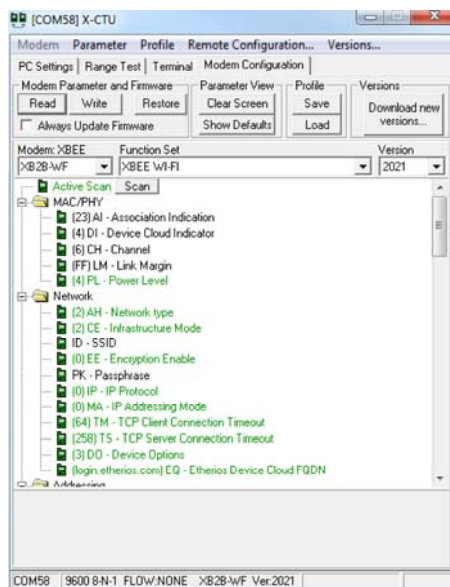 [COM58] X-CTU
Modem Parameter Profile Remote Configuration... Versions...
PC Settings Range Test Terminal Modem Configuration
Modem Parameter and Firmware Parameter View Profile Versions
Read Write Restore Clear Screen Save Download new versions...
Always Update Firmware Show Defaults Load
Modem: XBEE Function Set Version
XB2B-WF XBEE WI-FI 2021
Active Scan Scan
MAC/PHY
(23) AI - Association Indication
(4) DI - Device Cloud Indicator
(6) CH - Channel
(FF) LM - Link Margin
(4) PL - Power Level
Network
(2) AH - Network type
(2) CE - Infrastructure Mode
ID - SSID
(0) EE - Encryption Enable
PK - Passphrase
(0) IP - IP Protocol
(0) MA - IP Addressing Mode
(64) TM - TCP Client Connection Timeout
(258) TS - TCP Server Connection Timeout
(3) DO - Device Options
(login.etherios.com) EQ - Etherios Device Cloud FQDN
Addressing
COM58 9600 8-N-1 FLOW:NONE XB2B-WF Ver:2021